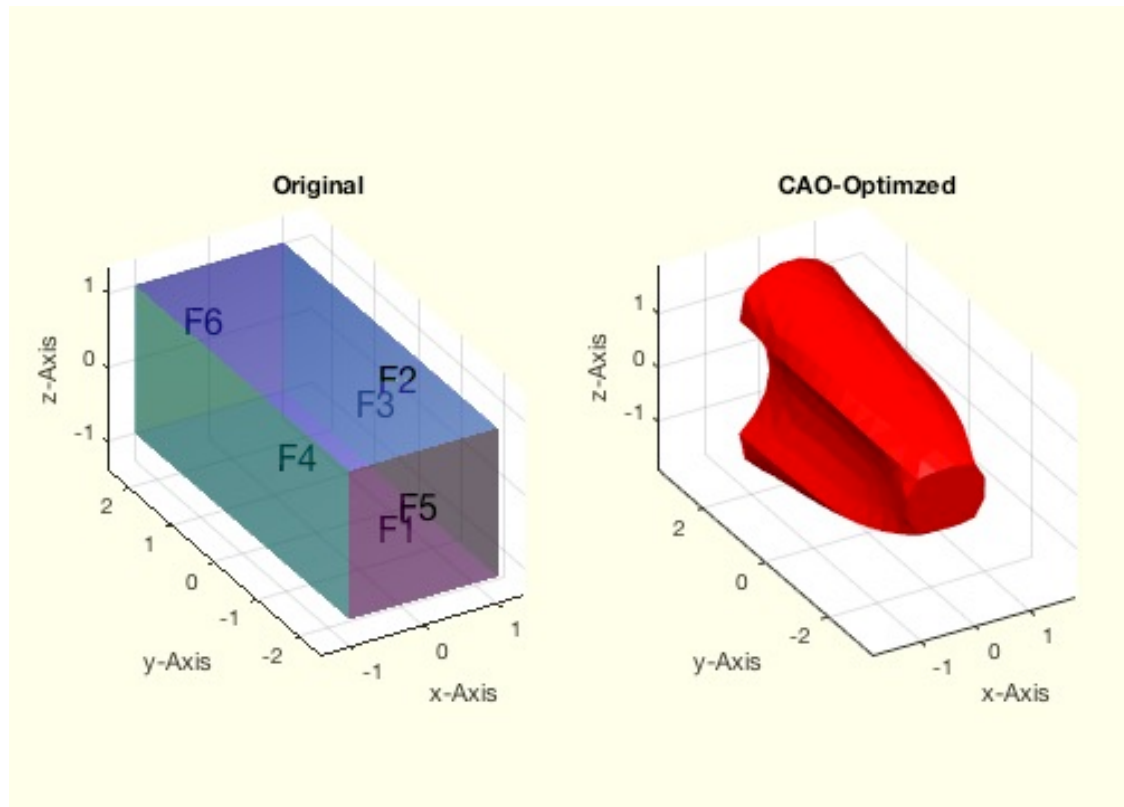 Original
CAO-Optimzed
z-Axis
1
0
-1
F6
F2
F3
F4
F5
F1
2
1
0
-1
-2
y-Axis
-1
0
1
x-Axis
z-Axis
1
0
-1
2
0
-2
y-Axis
-1
0
1
x-Axis